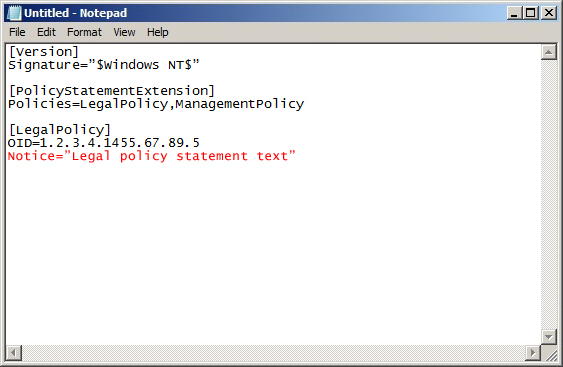 Untitled - Notepad
File Edit Format View Help
[Version]
Signature="$Windows NT$"
[PolicyStatementExtension]
Policies=LegalPolicy,ManagementPolicy
[LegalPolicy]
OID=1.2.3.4.1455.67.89.5
Notice="Legal policy statement text"